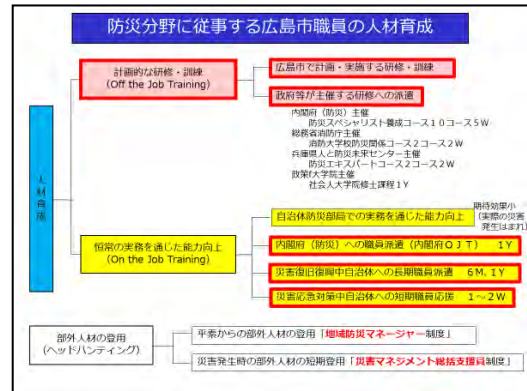 防災分野に従事する広島市職員の人材育成
人材育成
計画的な研修・訓練
(Off the Job Training)
広島市で計画・実施する研修・訓練
政府等が主催する研修への派遣
内閣府（防災）主催
防災スペシャリスト養成コース１０コース５Ｗ
総務省消防庁主催
消防大学校防災関係コース２コース２Ｗ
兵庫県人と防災未来センター主催
防災エキスパートコース２コース２Ｗ
政策f大学院主催
社会人大学院修士課程１Ｙ
恒常の実務を通じた能力向上
(On the Job Training)
自治体防災部局での実務を通じた能力向上
期待効果小
(実際の災害
発生はまれ)
内閣府（防災）への職員派遣（内閣府ＱＪＴ） １Ｙ
災害復旧復興中自治体への長期職員派遣 ６Ｍ、１Ｙ
災害応急対策中自治体への短期職員応援 １～２Ｗ
部外人材の登用
(ヘッドハンティング)
平素からの部外人材の登用「地域防災マネージャー制度」
災害発生時の部外人材の短期登用「災害マネジメント総括支援員制度」